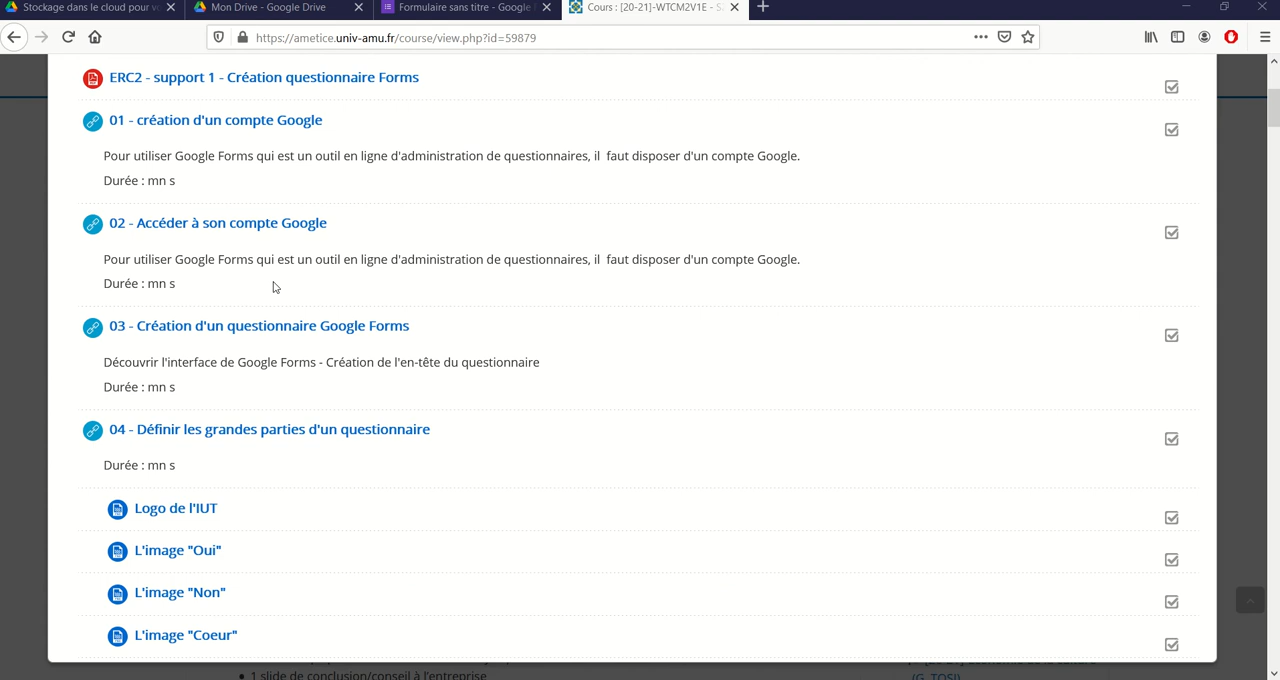 Stockage dans le cloud pour
Mon Drive - Google Drive
Formulaire sans titre - Google
Cours : [20-21]-WTCM2V1E - S
https://ametice.univ-amu.fr/course/view.php?id=59879
ERC2 - support 1 - Création questionnaire Forms
01 - création d'un compte Google
Pour utiliser Google Forms qui est un outil en ligne d'administration de questionnaires, il faut disposer d'un compte Google.
Durée : mn s
02 - Accéder à son compte Google
Pour utiliser Google Forms qui est un outil en ligne d'administration de questionnaires, il faut disposer d'un compte Google.
Durée : mn s
03 - Création d'un questionnaire Google Forms
Découvrir l'interface de Google Forms - Création de l'en-tête du questionnaire
Durée : mn s
04 - Définir les grandes parties d'un questionnaire
Durée : mn s
Logo de l'IUT
L'image "Oui"
L'image "Non"
L'image "Coeur"
1 slide de conclusion/conseil à l'entreprise
(G. TOSI)